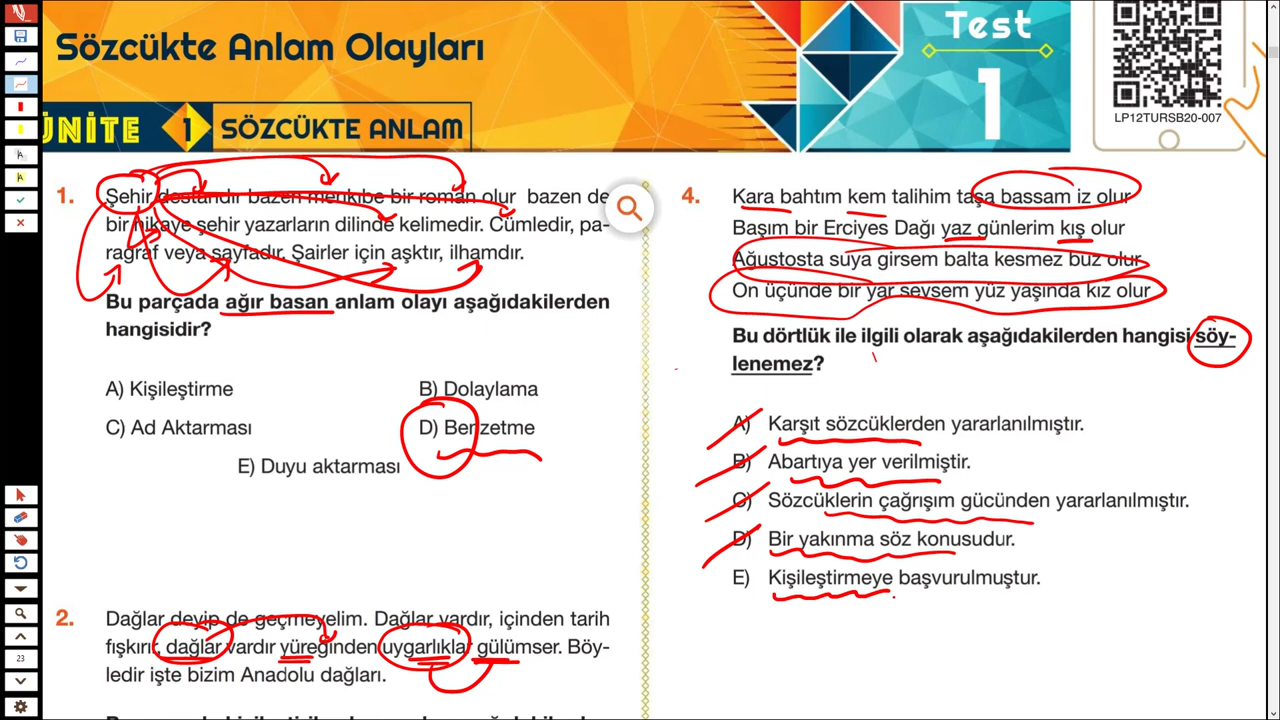 Sözcükte Anlam Olayları
Test
1
LP12TURSB20-007
ÜNİTE 1 SÖZCÜKTE ANLAM
1. Şehir destandır bazen menkıbe bir roman olur bazen de
bir hikaye şehir yazarların dilinde kelimedir. Cümledir, pa-
ragraf veya sayfadır. Şairler için aşktır, ilhamdır.
Bu parçada ağır basan anlam olayı aşağıdakilerden
hangisidir?
A) Kişileştirme
B) Dolaylama
C) Ad Aktarması
D) Benzetme
E) Duyu aktarması
2. Dağlar deyip de geçmeyelim. Dağlar vardır, içinden tarih
fışkırır, dağlar vardır yüreğinden uygarlıklar gülümser. Böy-
ledir işte bizim Anadolu dağları.
4. Kara bahtım kem talihim taşa bassam iz olur
Başım bir Erciyes Dağı yaz günlerim kış olur
Ağustosta suya girsem balta kesmez buz olur
On üçünde bir yar sevsem yüz yaşında kız olur
Bu dörtlük ile ilgili olarak aşağıdakilerden hangisi söy-
lenemez?
A) Karşıt sözcüklerden yararlanılmıştır.
B) Abartıya yer verilmiştir.
C) Sözcüklerin çağrışım gücünden yararlanılmıştır.
D) Bir yakınma söz konusudur.
E) Kişileştirmeye başvurulmuştur.
23